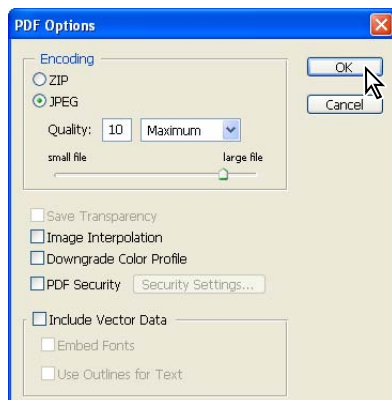 PDF Options
Encoding
OK
ZIP
JPEG
Cancel
Quality: 10 Maximum
small file large file
Save Transparency
Image Interpolation
Downgrade Color Profile
PDF Security Security Settings...
Include Vector Data
Embed Fonts
Use Outlines for Text